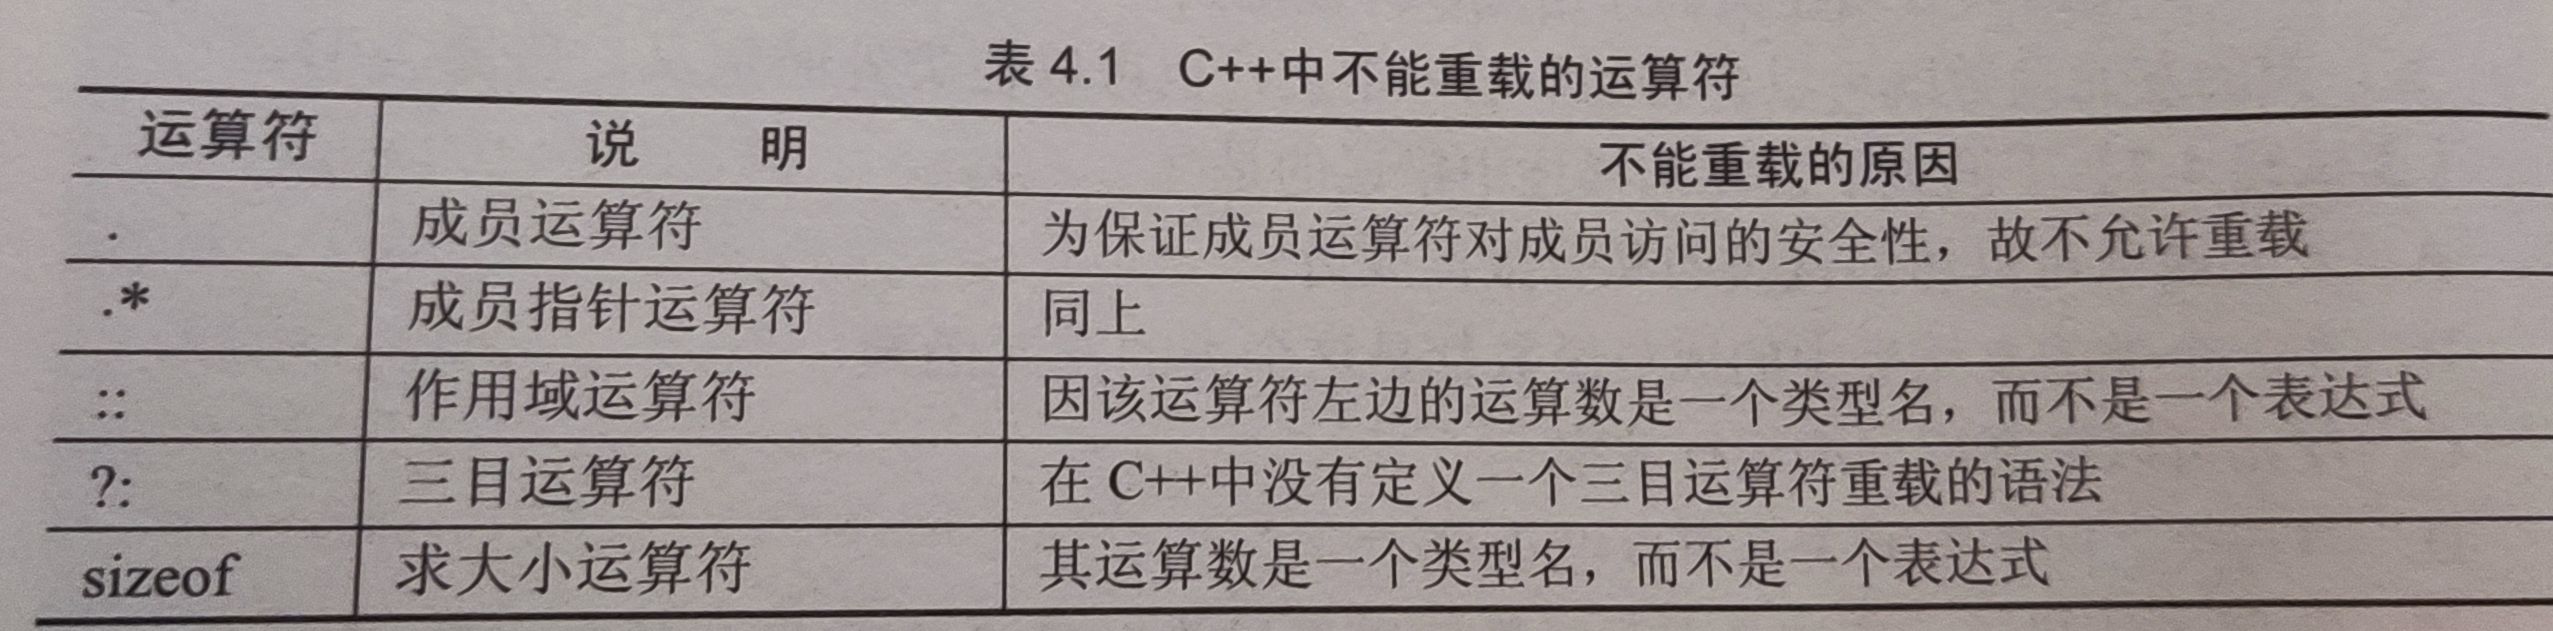 表 4.1 C++中不能重载的运算符
运算符 说 明 不能重载的原因
. 成员运算符 为保证成员运算符对成员访问的安全性，故不允许重载
.* 成员指针运算符 同上
:: 作用域运算符 因该运算符左边的运算数是一个类型名，而不是一个表达式
?: 三目运算符 在 C++中没有定义一个三目运算符重载的语法
sizeof 求大小运算符 其运算数是一个类型名，而不是一个表达式